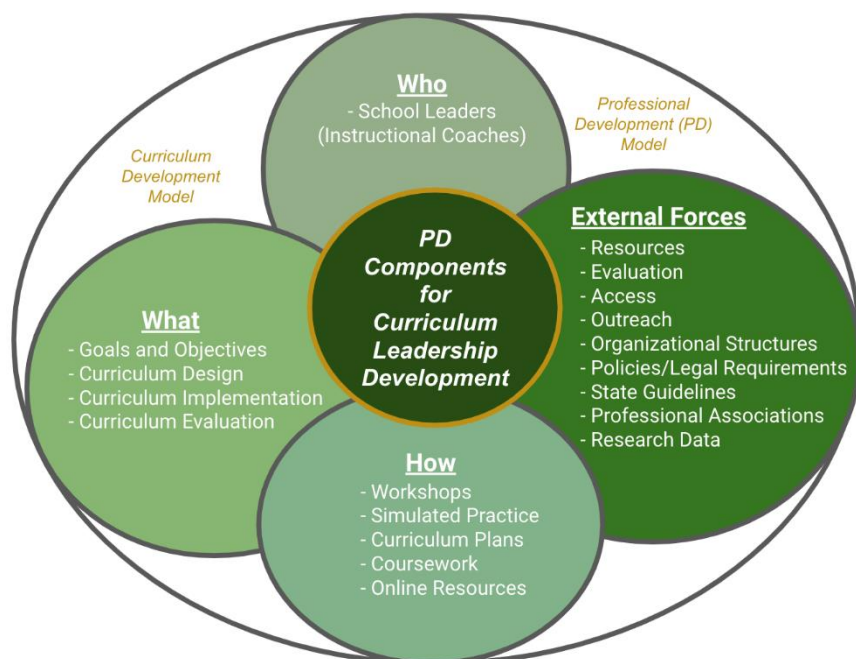 Who
- School Leaders
(Instructional Coaches)
Curriculum
Development
Model
Professional
Development (PD)
Model
PD
Components
for
Curriculum
Leadership
Development
What
- Goals and Objectives
- Curriculum Design
- Curriculum Implementation
- Curriculum Evaluation
External Forces
- Resources
- Evaluation
- Access
- Outreach
- Organizational Structures
- Policies/Legal Requirements
- State Guidelines
- Professional Associations
- Research Data
How
- Workshops
- Simulated Practice
- Curriculum Plans
- Coursework
- Online Resources